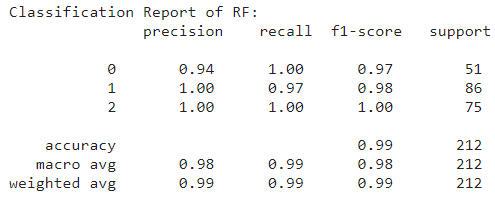 Classification Report of RF:
              precision    recall  f1-score   support

           0       0.94      1.00      0.97        51
           1       1.00      0.97      0.98        86
           2       1.00      1.00      1.00        75

    accuracy                           0.99       212
   macro avg       0.98      0.99      0.98       212
weighted avg       0.99      0.99      0.99       212